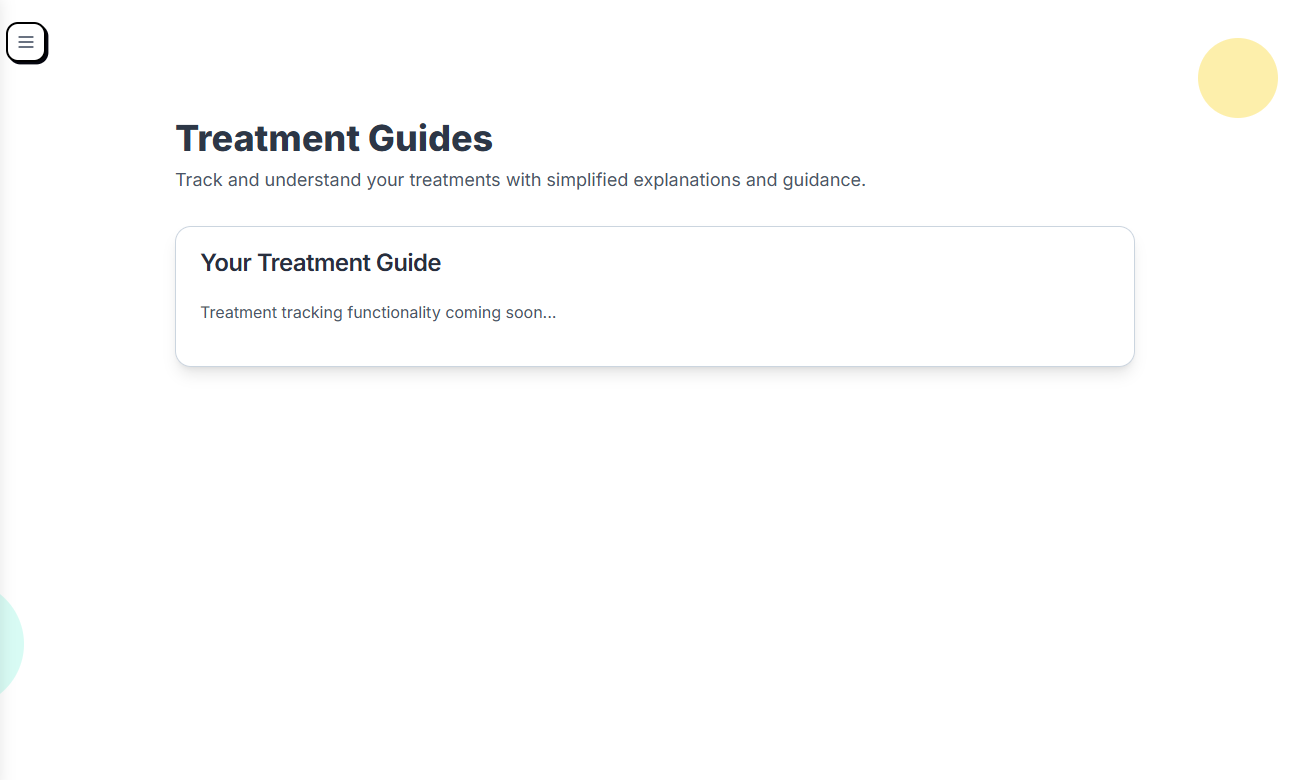 Treatment Guides
Track and understand your treatments with simplified explanations and guidance.
Your Treatment Guide
Treatment tracking functionality coming soon...